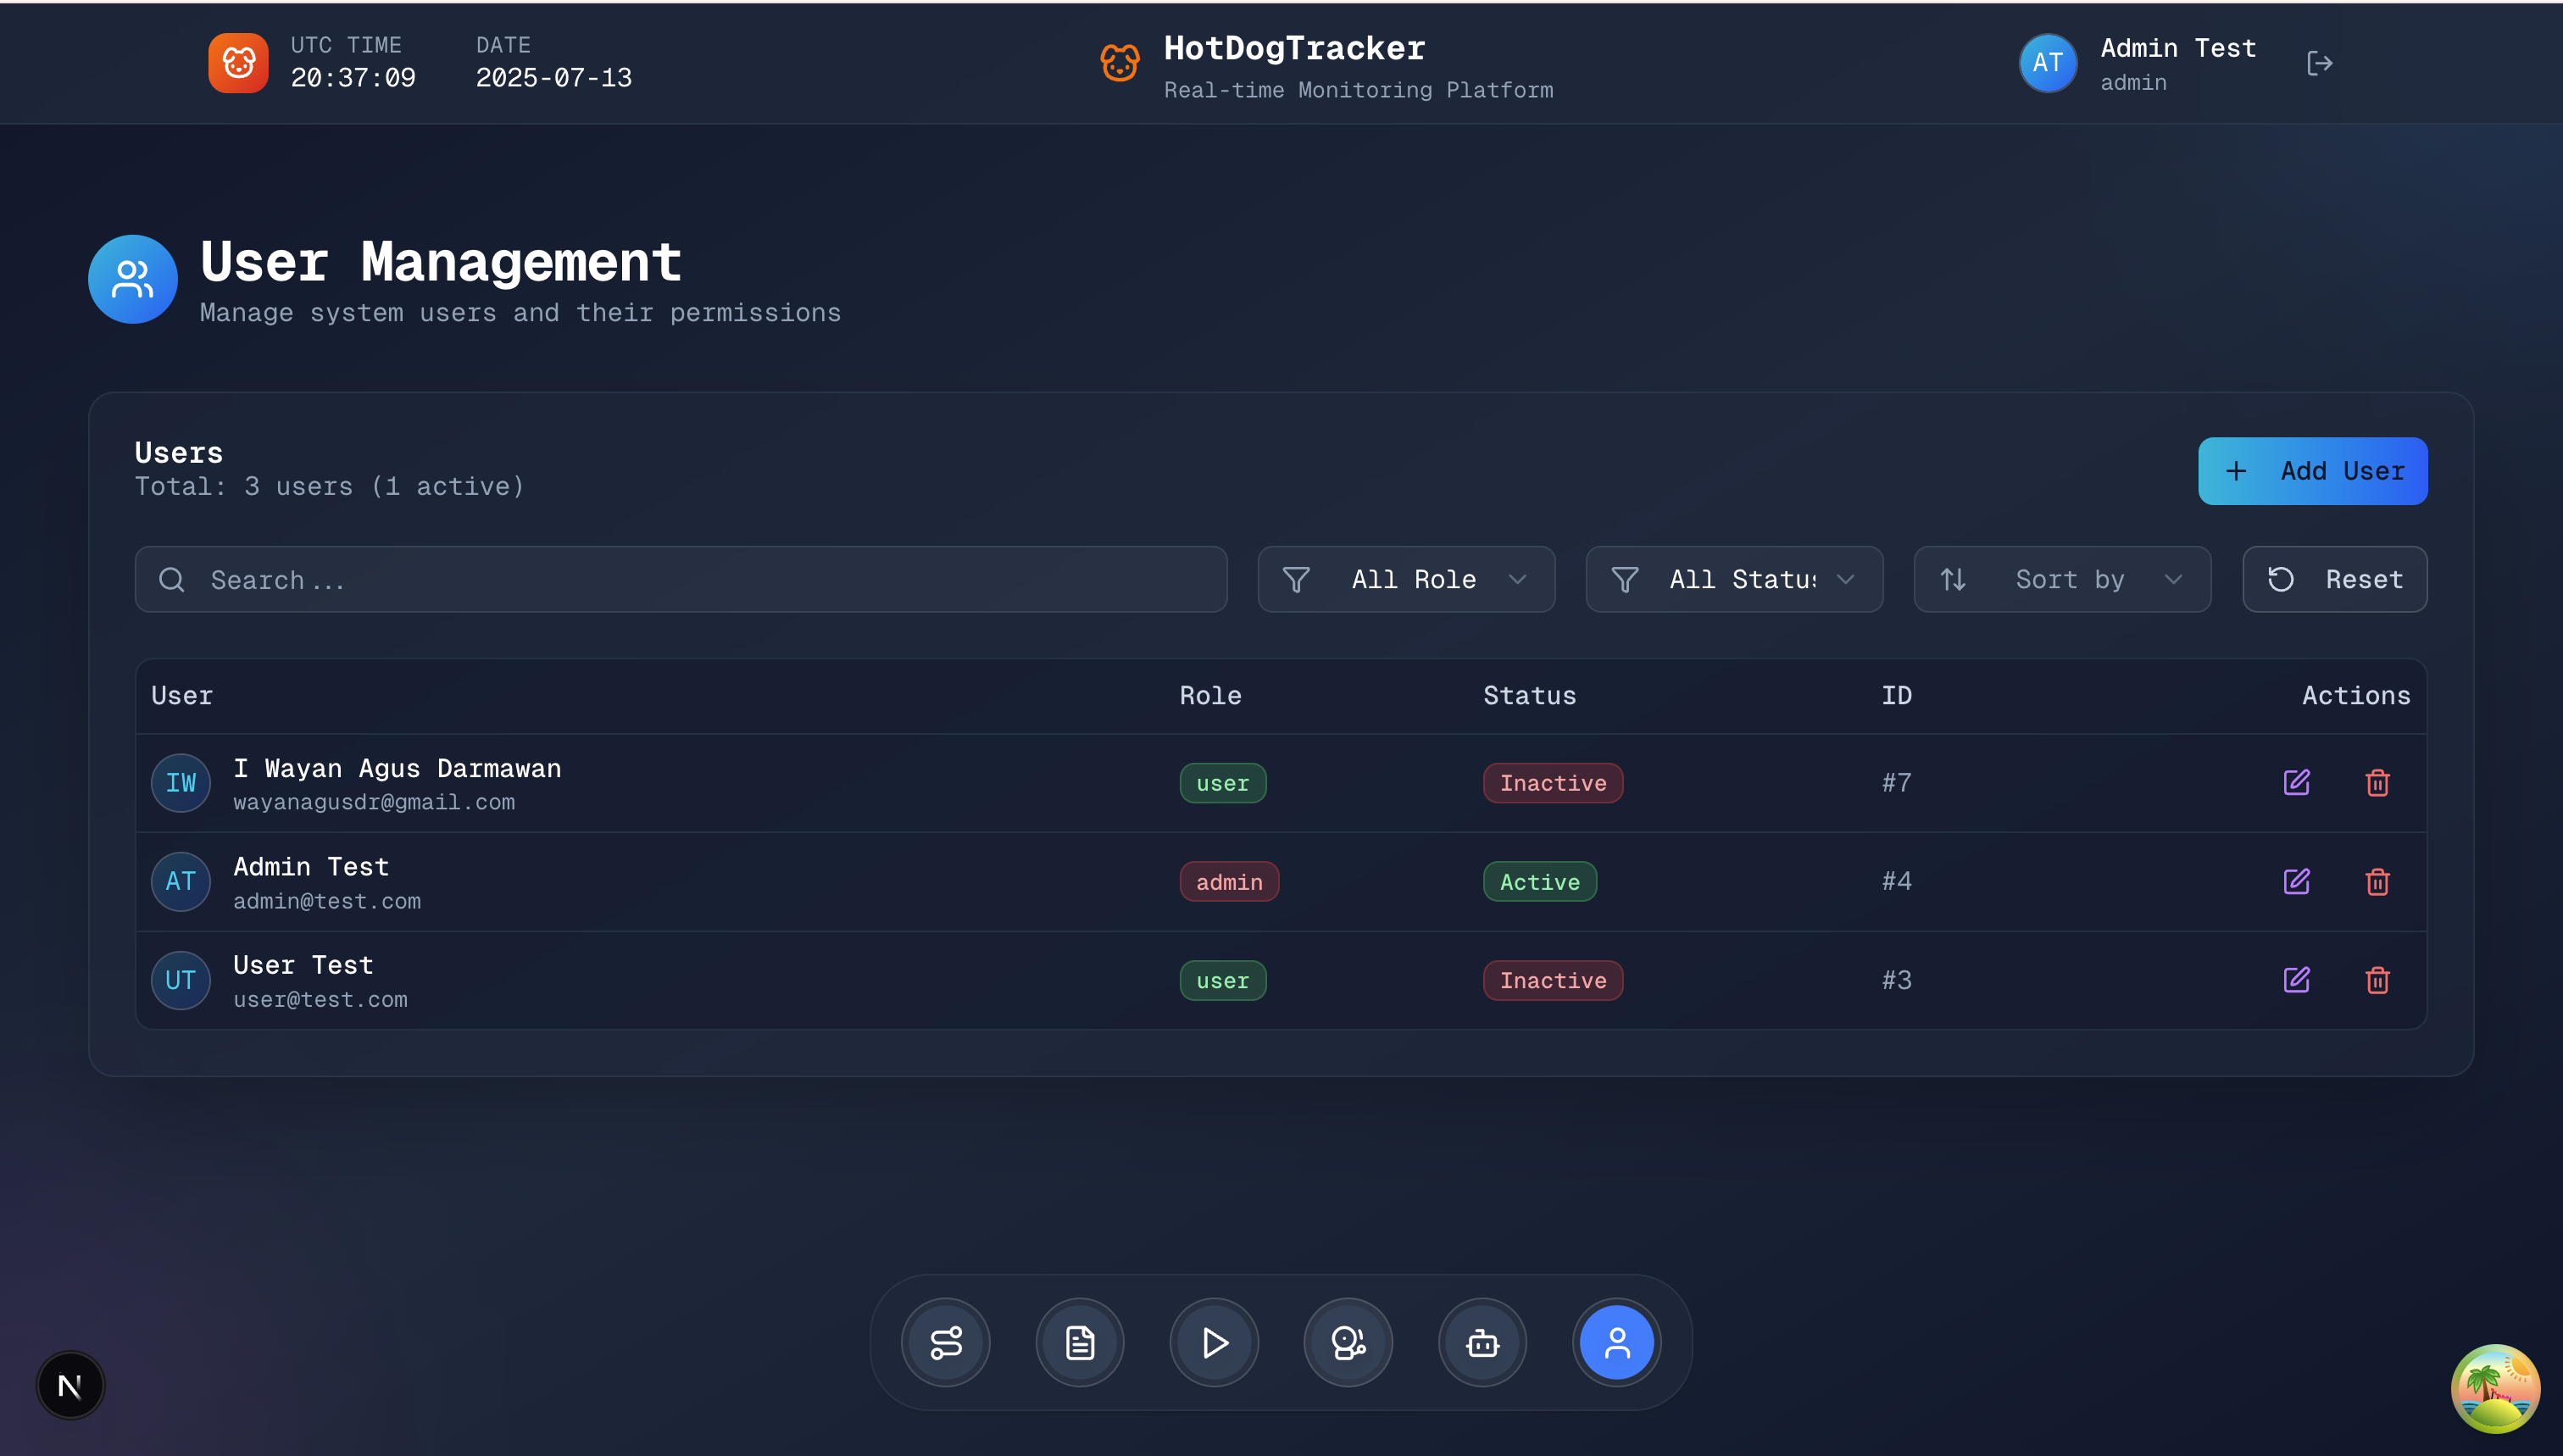 UTC TIME
20:37:09
DATE
2025-07-13
HotDogTracker
Real-time Monitoring Platform
AT
Admin Test
admin
User Management
Manage system users and their permissions
Users
Total: 3 users (1 active)
+ Add User
Search...
All Role
All Statu
Sort by
Reset
User Role Status ID Actions
IW
I Wayan Agus Darmawan
wayanagusdr@gmail.com
user
Inactive
#7
AT
Admin Test
admin@test.com
admin
Active
#4
UT
User Test
user@test.com
user
Inactive
#3
N